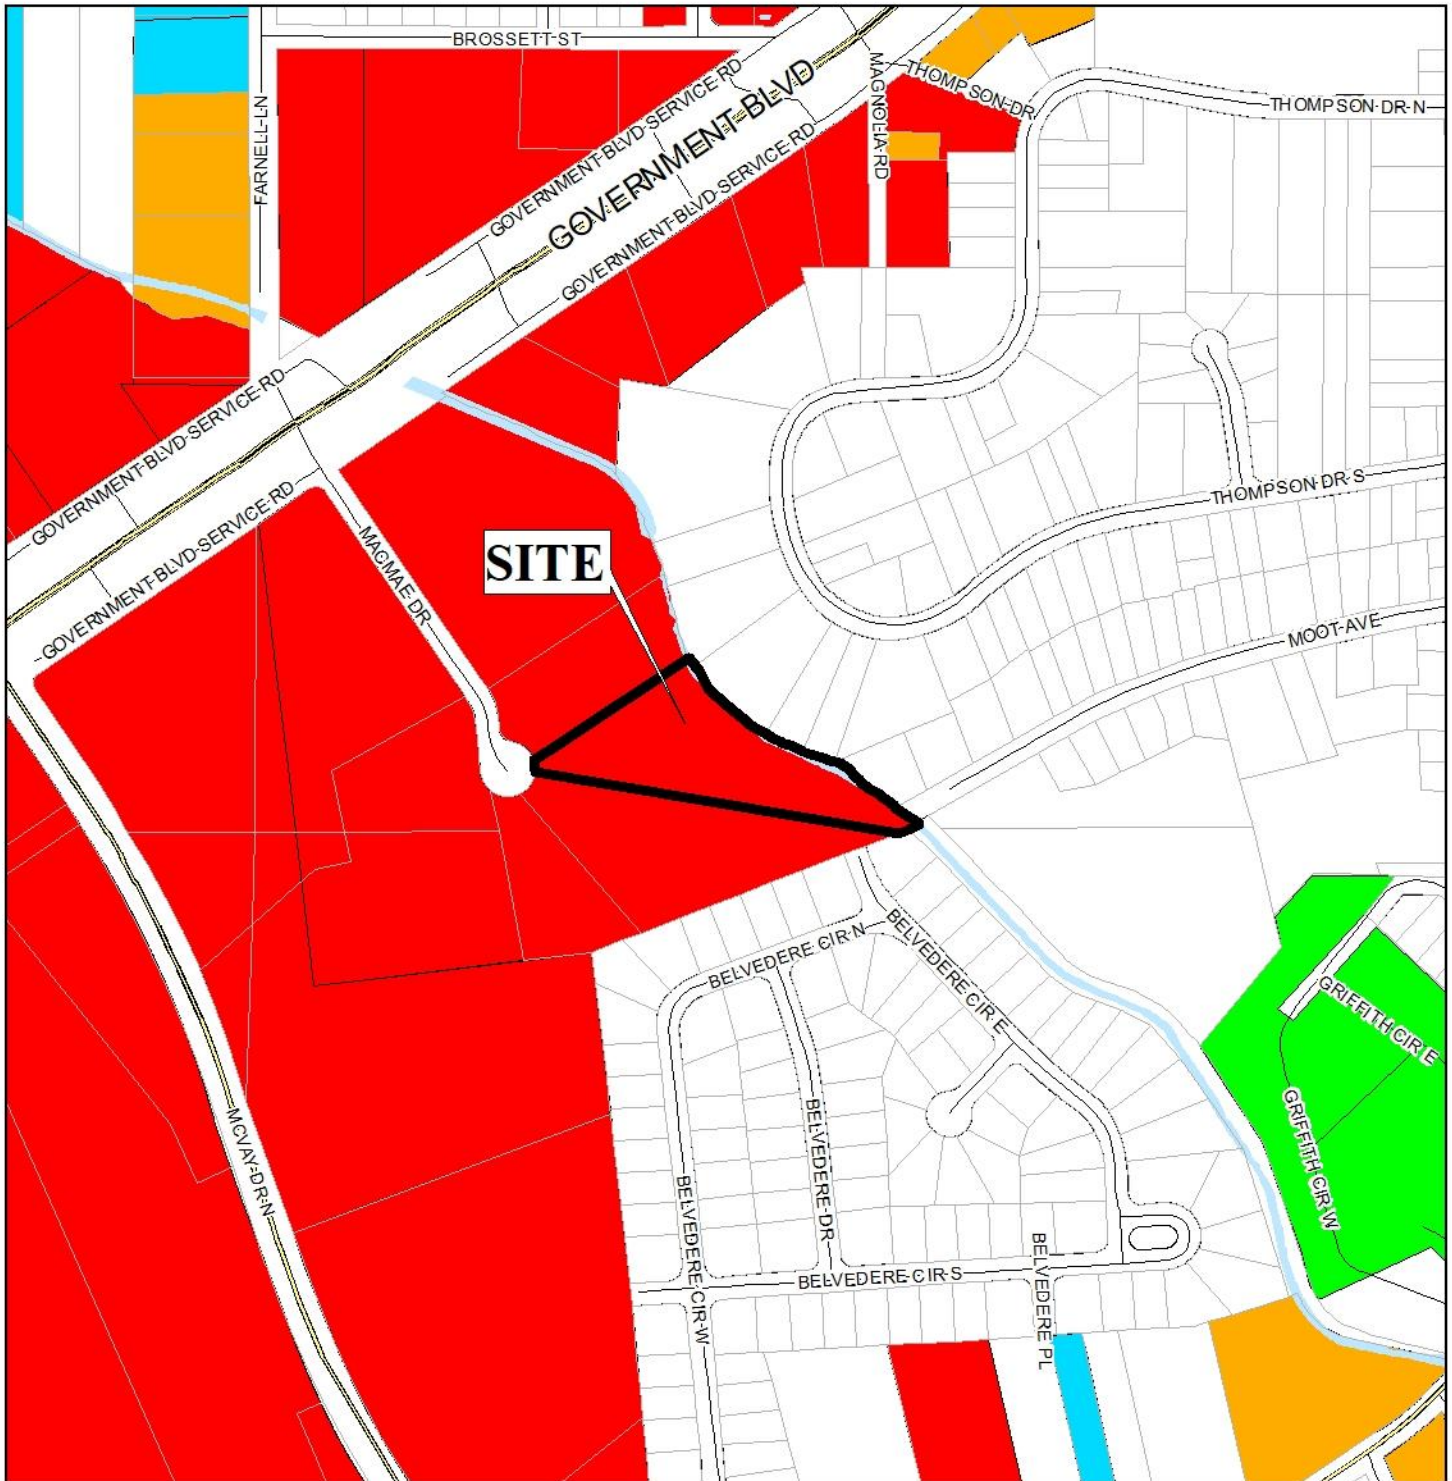 BROSSETT ST
GOVERNMENT BLVD SERVICE RD
GOVERNMENT BLVD
GOVERNMENT BLVD SERVICE RD
MAGNOLIA RD
THOMPSON DR
THOMPSON DR N
FARNELL LN
GOVERNMENT BLVD SERVICE RD
GOVERNMENT BLVD SERVICE RD
MACMAE DR
SITE
THOMPSON DR S
MOOT AVE
BELVEDERE CIR N
BELVEDERE CIR E
GRIFFITH CIR E
GRIFFITH CIR W
MCVAY DR N
BELVEDERE DR
BELVEDERE CIR W
BELVEDERE CIR S
BELVEDERE PL